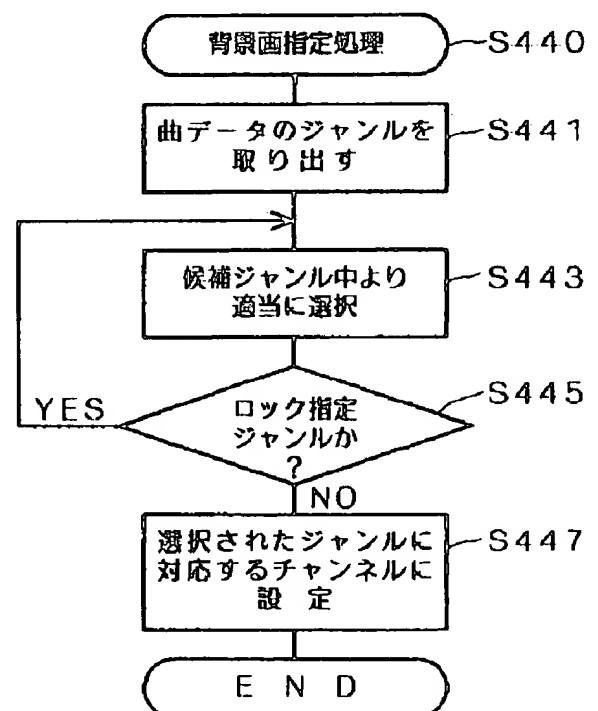 背景画指定処理 S440
曲データのジャンルを S441
取り出す
候補ジャンル中より S443
適当に選択
ロック指定 S445
ジャンルか
?
YES
NO
選択されたジャンルに S447
対応するチャンネルに
設 定
E N D